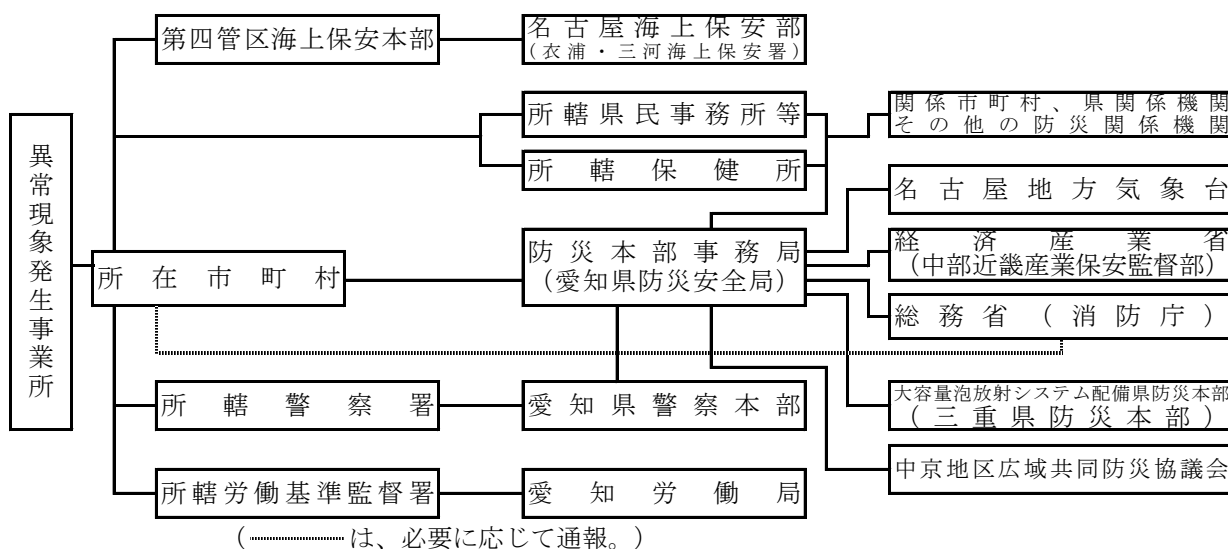 異常現象発生事業所
所在市町村
第四管区海上保安本部
名古屋海上保安部
(衣浦・三河海上保安署)
所轄県民事務所等
所轄保健所
防災本部事務局
(愛知県防災安全局)
関係市町村、県関係機関
その他の防災関係機関
名古屋地方気象台
経済産業省
(中部近畿産業保安監督部)
総務省(消防庁)
大容量泡放射システム配備県防災本部
(三重県防災本部)
中京地区広域共同防災協議会
所轄警察署
愛知県警察本部
所轄労働基準監督署
愛知労働局
(┈┈┈は、必要に応じて通報。)